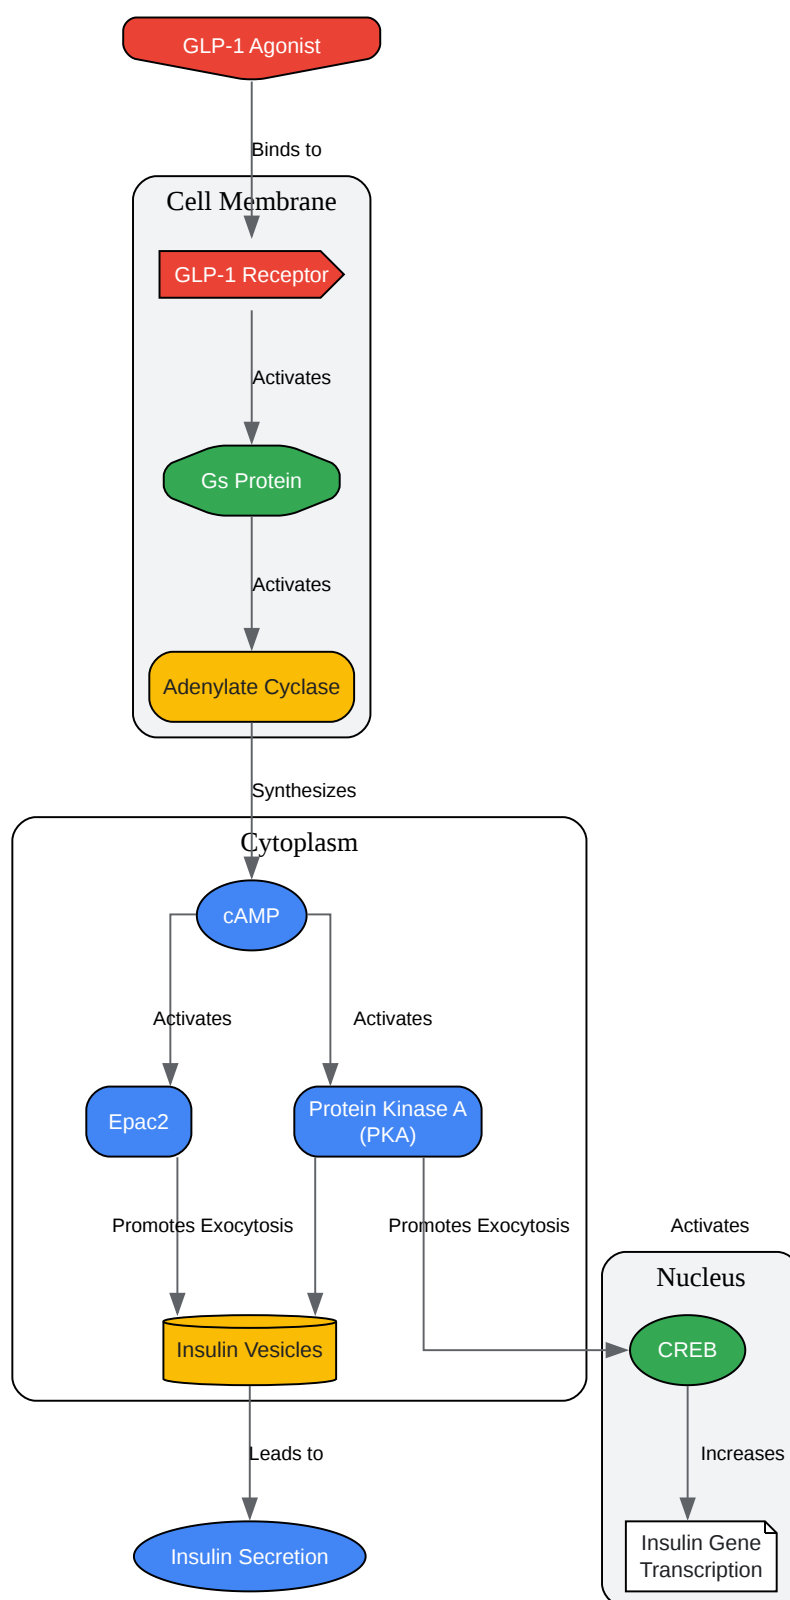 GLP-1 Agonist
Binds to
Cell Membrane
GLP-1 Receptor
Activates
Gs Protein
Activates
Adenylate Cyclase
Synthesizes
Cytoplasm
cAMP
Activates
Activates
Epac2
Protein Kinase A
(PKA)
Promotes Exocytosis
Promotes Exocytosis
Activates
Nucleus
Insulin Vesicles
CREB
Leads to
Increases
Insulin Secretion
Insulin Gene
Transcription